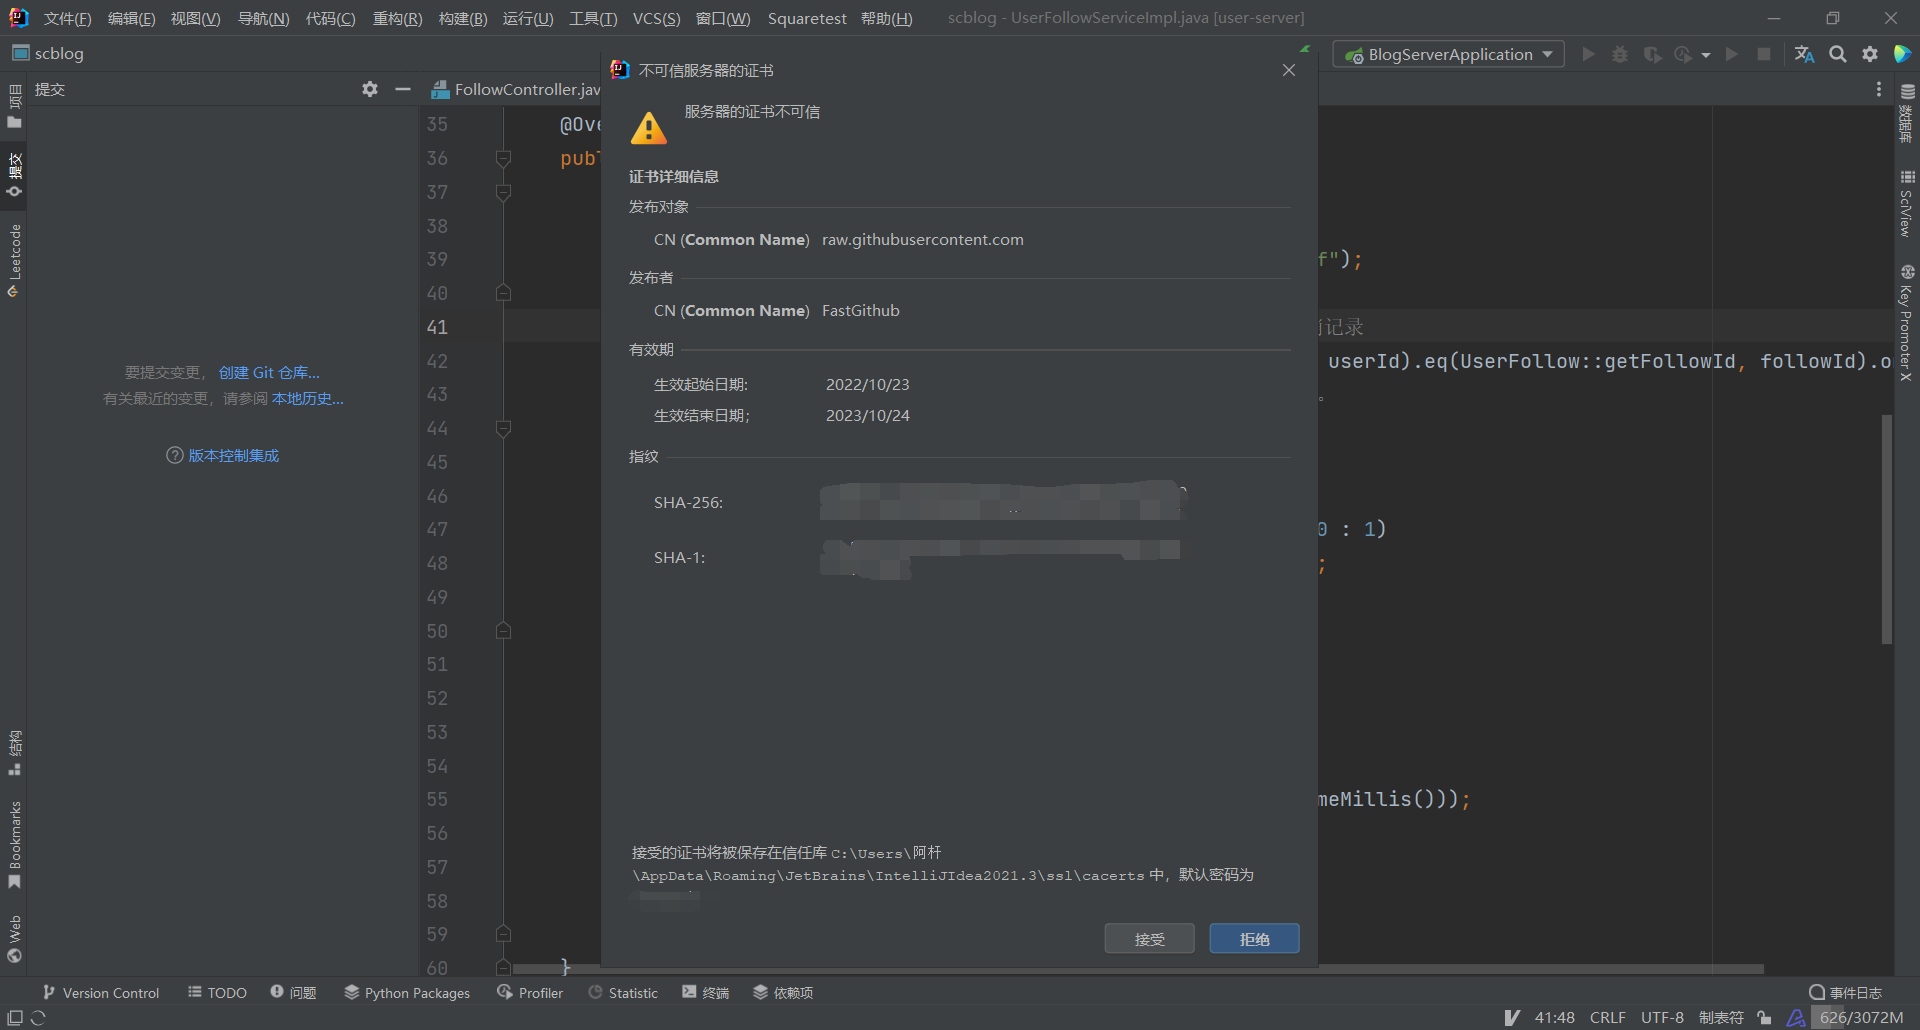 文件(F) 编辑(E) 视图(V) 导航(N) 代码(C) 重构(R) 构建(B) 运行(U) 工具(T) VCS(S) 窗口(W) Squaretest 帮助(H) scblog - UserFollowServiceImpl.java [user-server]
scblog
BlogServerApplication
提交
FollowController.jav
项目
提交
Leetcode
结构
Bookmarks
Web
要提交变更，创建 Git 仓库...
有关最近的变更，请参阅 本地历史...
版本控制集成
35 @Ove
36 publ
37
38
39 f");
40
41 记录
42 userId).eq(UserFollow::getFollowId, followId).o
43 。
44
45
46
47 0 : 1)
48 ;
49
50
51
52
53
54
55 meMillis()));
56
57
58
59
60 }
不可信服务器的证书
服务器的证书不可信
证书详细信息
发布对象
CN (Common Name) raw.githubusercontent.com
发布者
CN (Common Name) FastGithub
有效期
生效起始日期: 2022/10/23
生效结束日期; 2023/10/24
指纹
SHA-256:
SHA-1:
接受的证书将被保存在信任库 C:\Users\阿杆
\AppData\Roaming\JetBrains\IntelliJIdea2021.3\ssl\cacerts 中，默认密码为
接受 拒绝
数据库
SciView
Key Promoter X
Version Control TODO 问题 Python Packages Profiler Statistic 终端 依赖项 事件日志
41:48 CRLF UTF-8 制表符 626/3072M